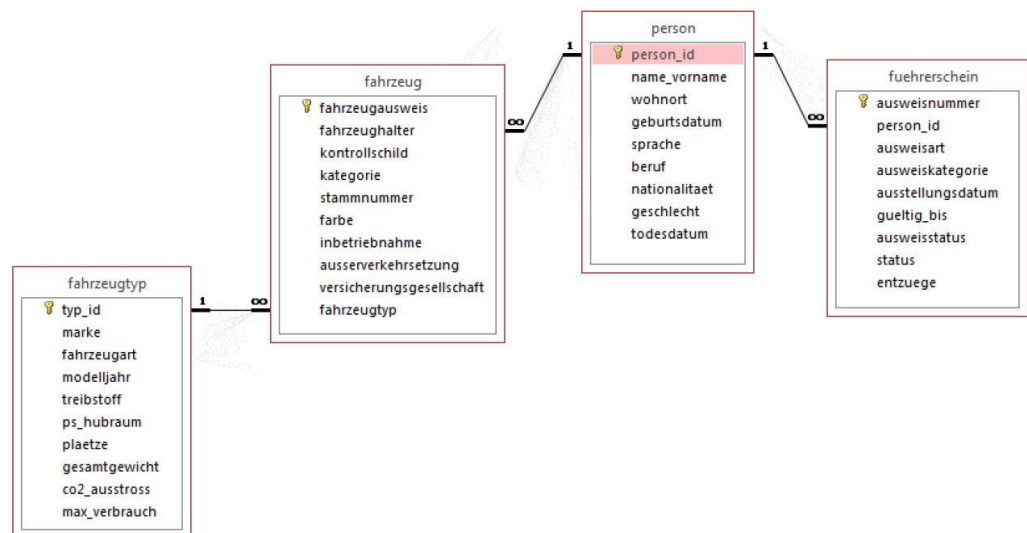 person
person_id
name_vorname
wohnort
geburtsdatum
sprache
beruf
nationalitaet
geschlecht
todesdatum
1
1
∞
∞
fahrzeug
fahrzeugausweis
fahrzeughalter
kontrollschild
kategorie
stammnummer
farbe
inbetriebnahme
ausserverkehrsetzung
versicherungsgesellschaft
fahrzeugtyp
fuehrerschein
ausweisnummer
person_id
ausweisart
ausweiskategorie
ausstellungsdatum
gueltig_bis
ausweisstatus
status
entzuege
fahrzeugtyp
typ_id
marke
fahrzeugart
modelljahr
treibstoff
ps_hubraum
plaetze
gesamtgewicht
co2_ausstross
max_verbrauch
1
∞